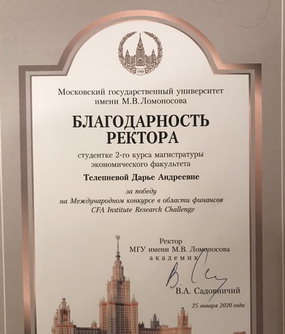 Московский государственный университет
имени М.В. Ломоносова
БЛАГОДАРНОСТЬ
РЕКТОРА
студентке 2-го курса магистратуры
экономического факультета
Телепневой Дарье Андреевне
за победу
на Международном конкурсе в области финансов
CFA Institute Research Challenge
Ректор
МГУ имени М.В. Ломоносова
академик
В.А. Садовничий
25 января 2020 года